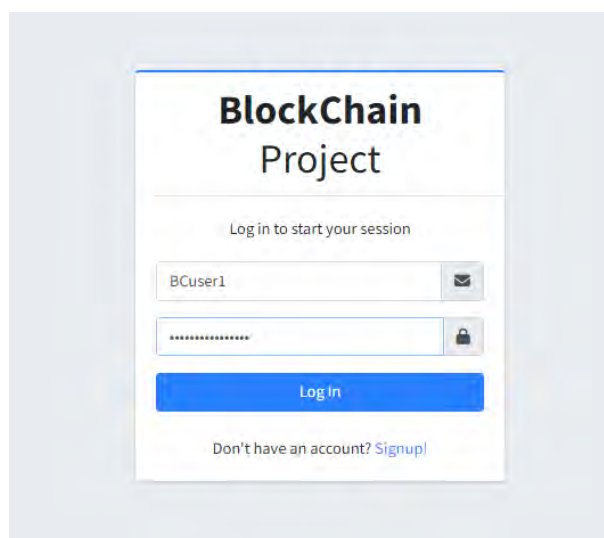 BlockChain
Project
Log in to start your session
BCuser1
••••••••••••••••
Log In
Don't have an account? Signup!